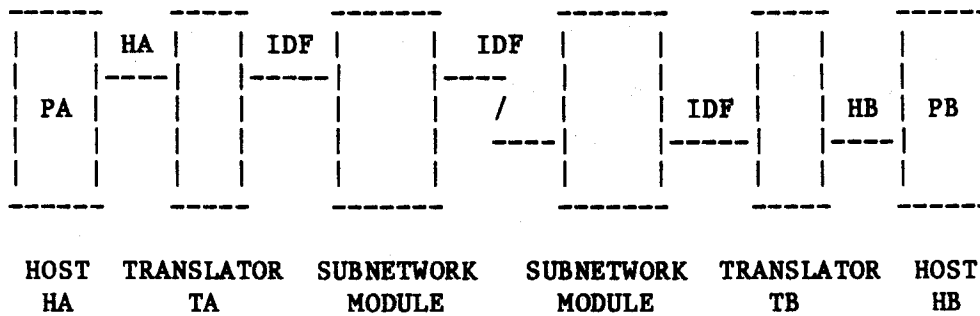 HA IDF IDF
PA / IDF HB PB
HOST TRANSLATOR SUBNETWORK SUBNETWORK TRANSLATOR HOST
HA TA MODULE MODULE TB HB